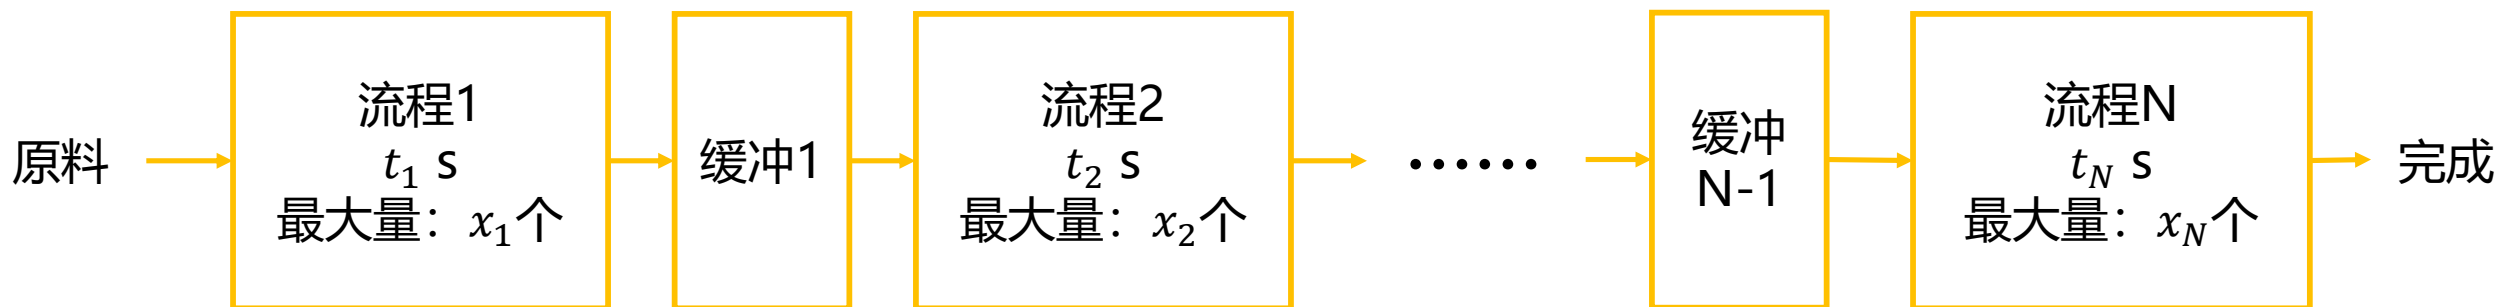 原料
流程1
t₁ s
最大量：x₁个
缓冲1
流程2
t₂ s
最大量：x₂个
……
缓冲
N-1
流程N
t_N s
最大量：x_N个
完成